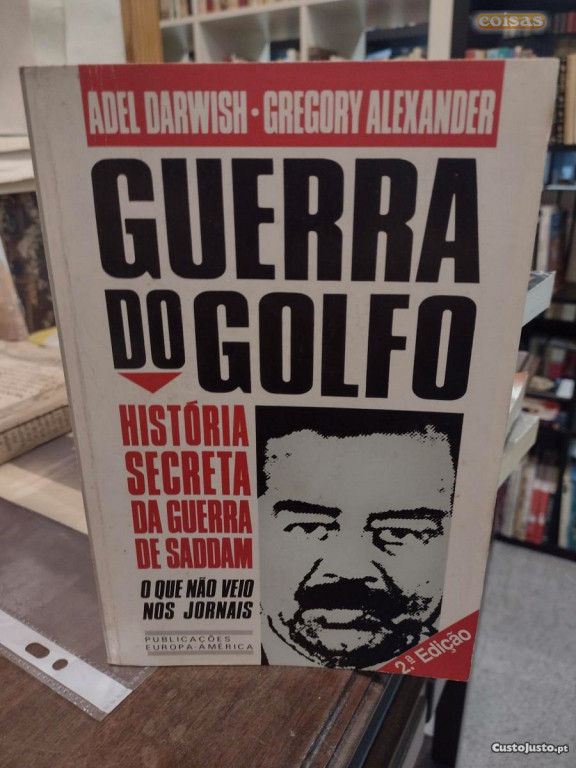 coisas
ADEL DARWISH · GREGORY ALEXANDER
GUERRA
DO GOLFO
HISTÓRIA
SECRETA
DA GUERRA
DE SADDAM
O QUE NÃO VEIO
NOS JORNAIS
PUBLICAÇÕES
EUROPA-AMÉRICA
2.ª Edição
CustoJusto.pt